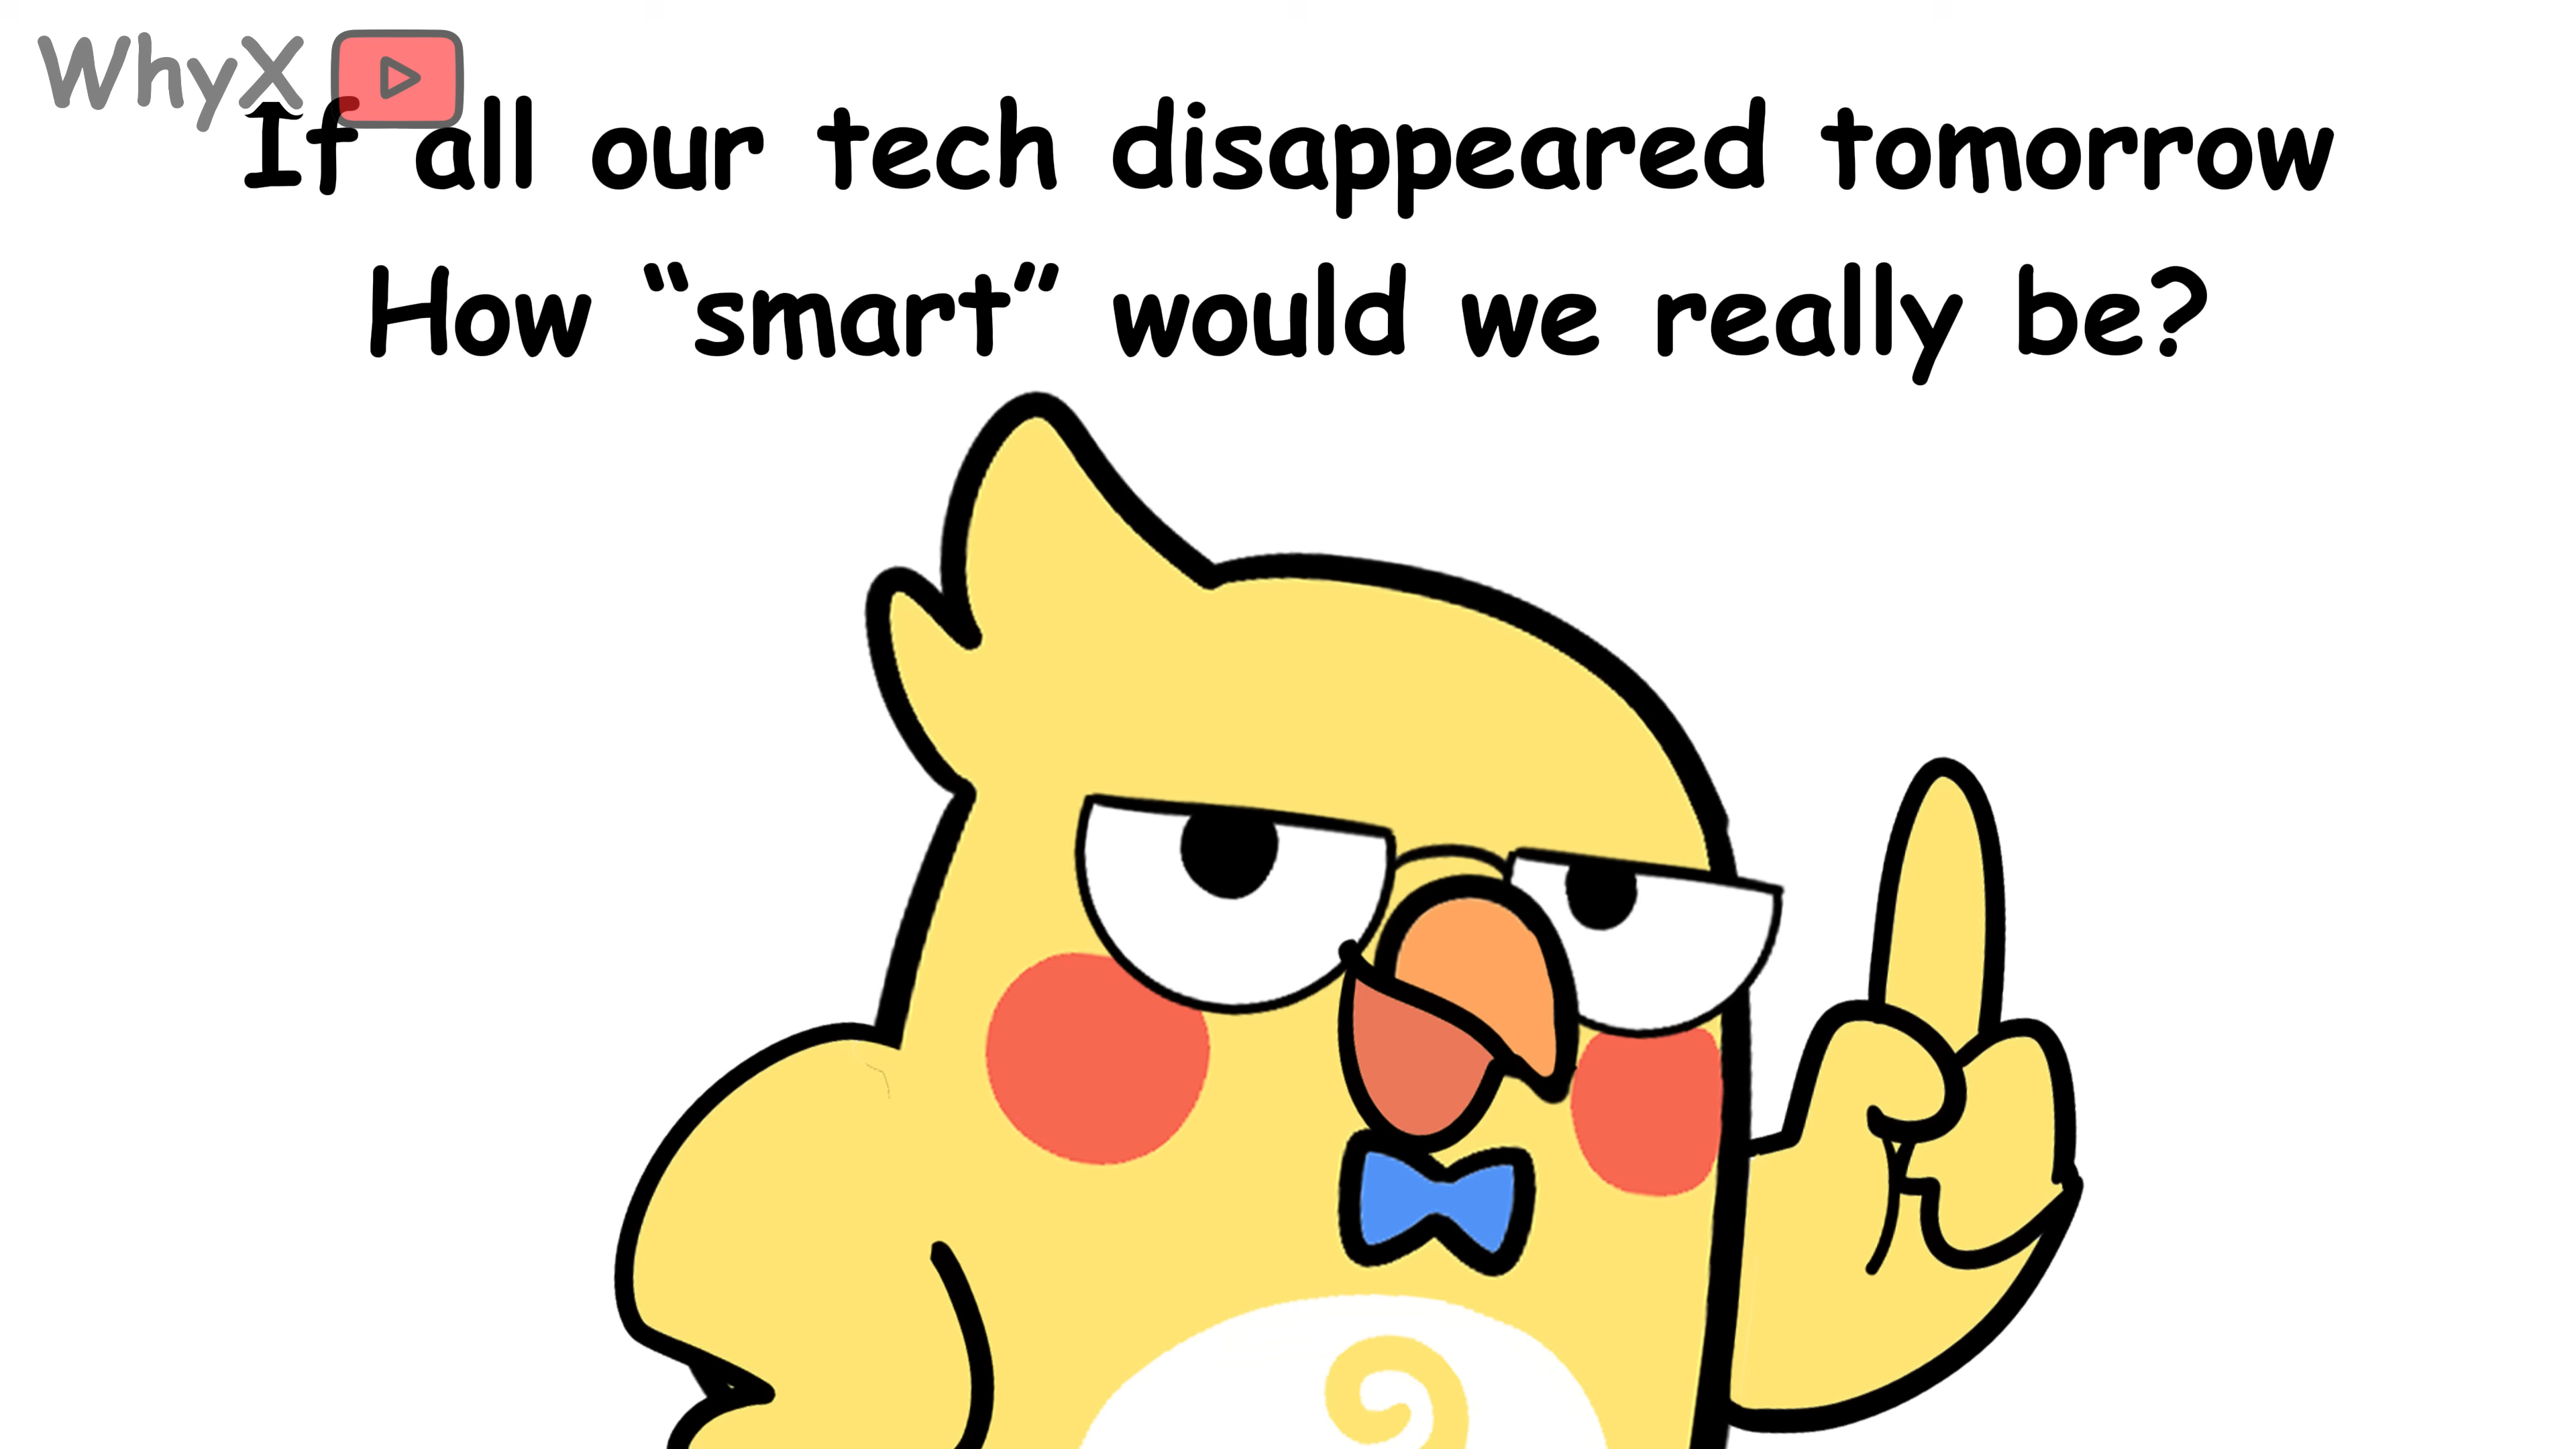 WhyX
If all our tech disappeared tomorrow
How “smart” would we really be?